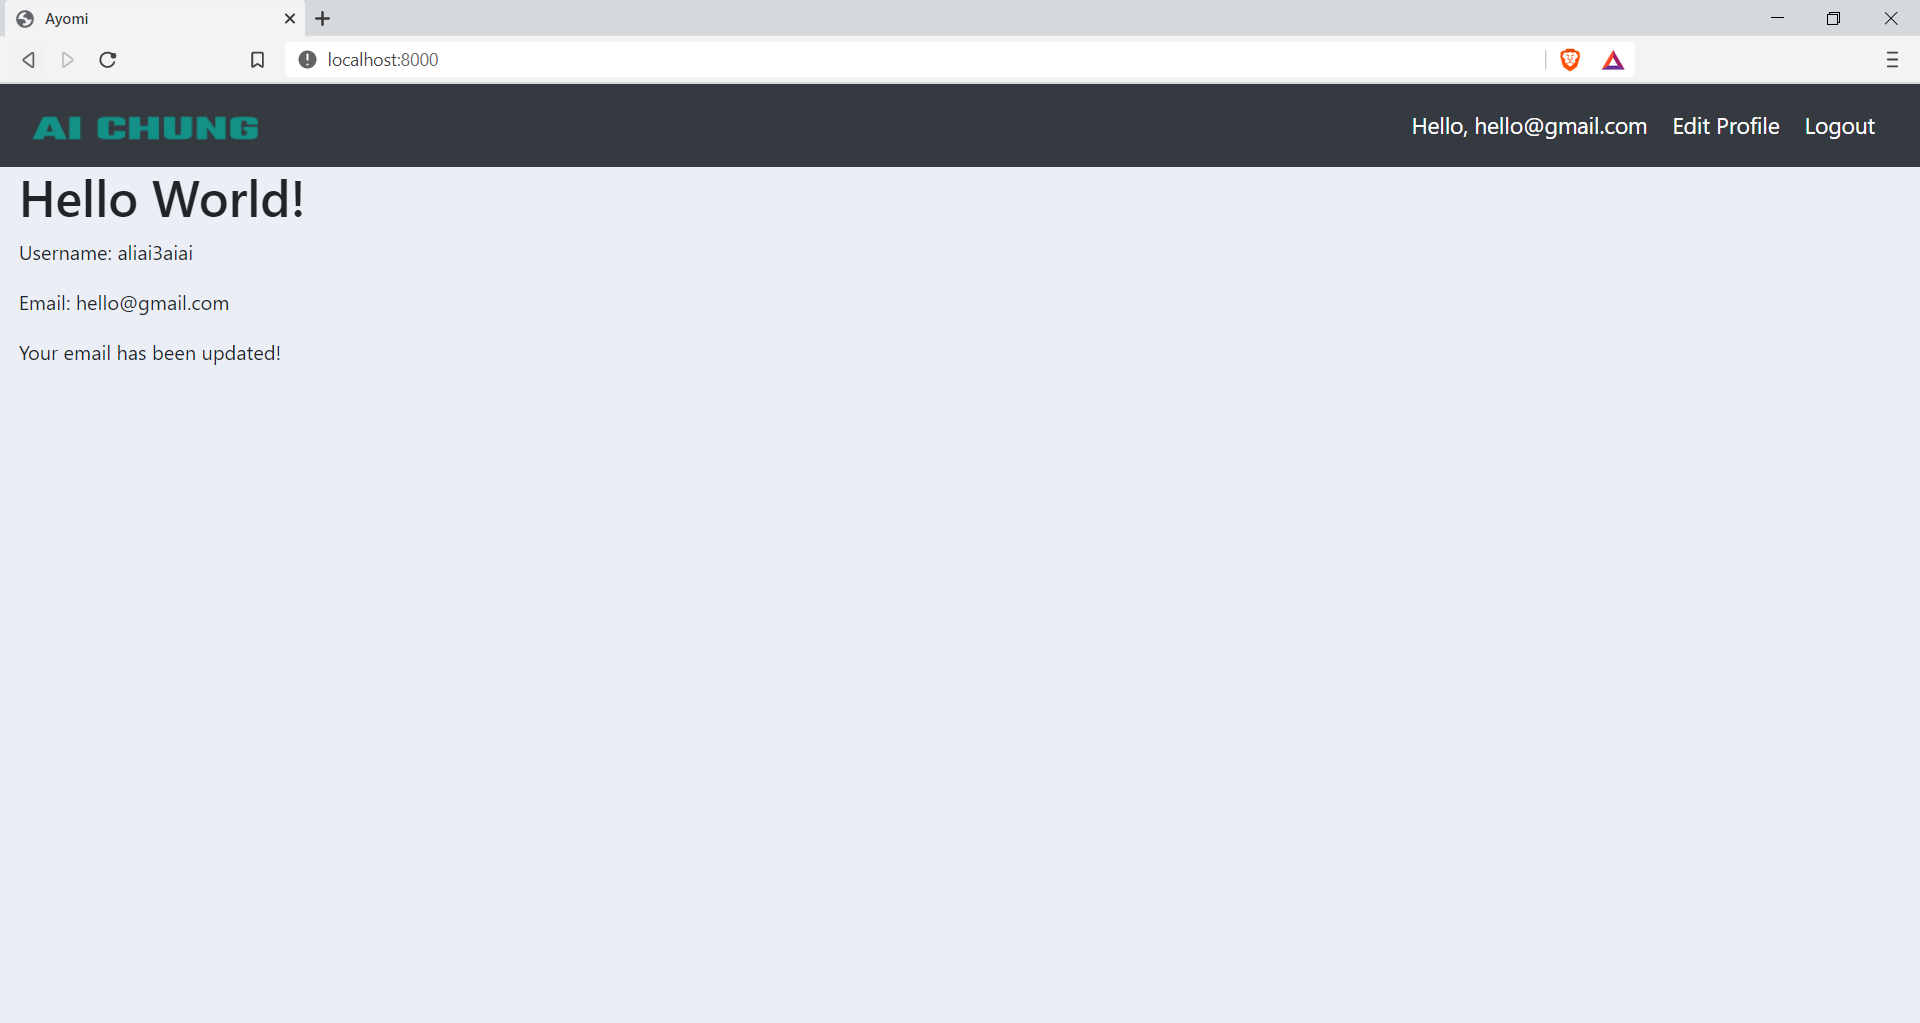 Ayomi
localhost:8000
AI CHUNG
Hello, hello@gmail.com Edit Profile Logout
Hello World!
Username: aliai3aiai
Email: hello@gmail.com
Your email has been updated!